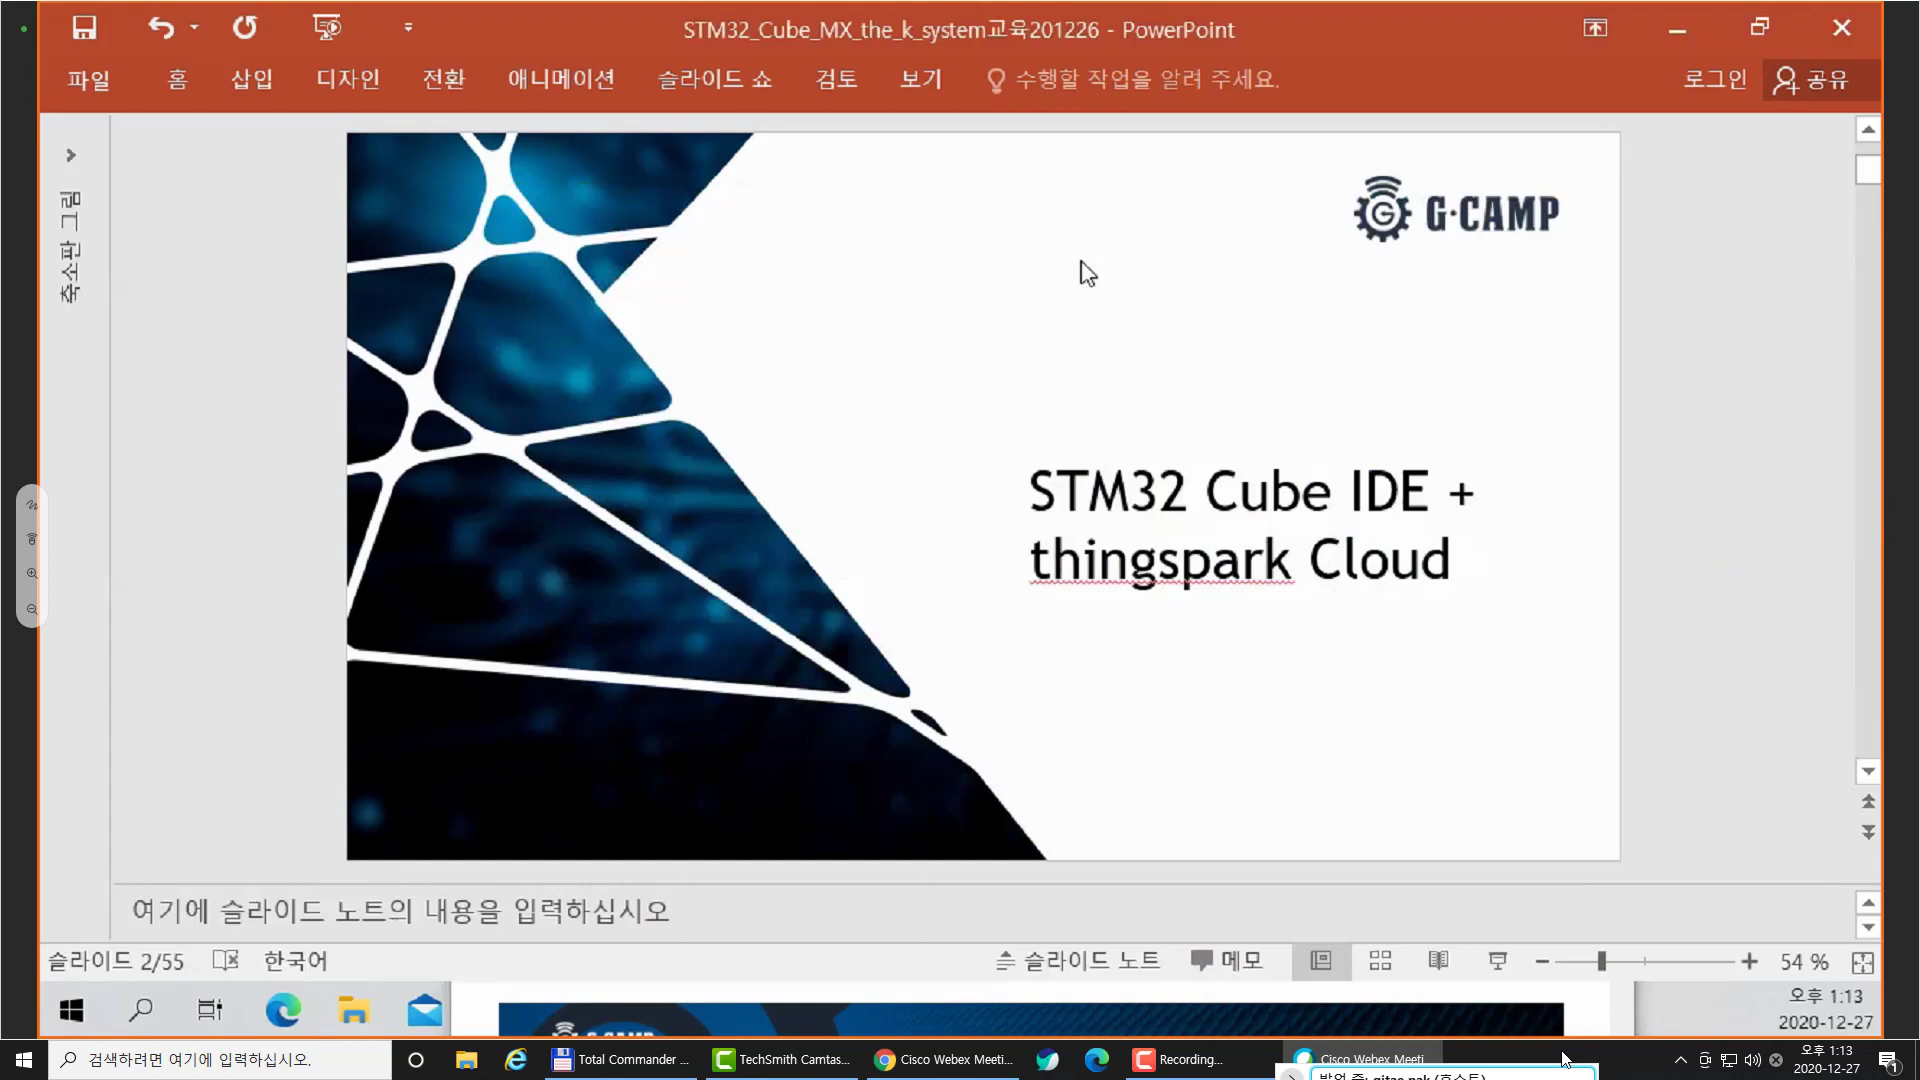 STM32_Cube_MX_the_k_system교육201226 - PowerPoint
파일 홈 삽입 디자인 전환 애니메이션 슬라이드 쇼 검토 보기 수행할 작업을 알려 주세요. 로그인 공유
축소판 그림
G·CAMP
STM32 Cube IDE +
thingspark Cloud
여기에 슬라이드 노트의 내용을 입력하십시오
슬라이드 2/55 한국어 슬라이드 노트 메모 54 %
오후 1:13
2020-12-27
검색하려면 여기에 입력하십시오. Total Commander ... TechSmith Camtas... Cisco Webex Meeti... Recording... Cisco Webex Meeti
오후 1:13
2020-12-27